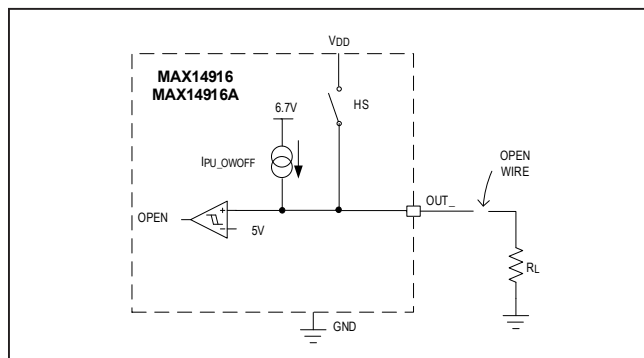 VDD
MAX14916
MAX14916A
HS
6.7V
IPU_OWOFF
OPEN
WIRE
OUT_
OPEN
+
–
5V
RL
GND